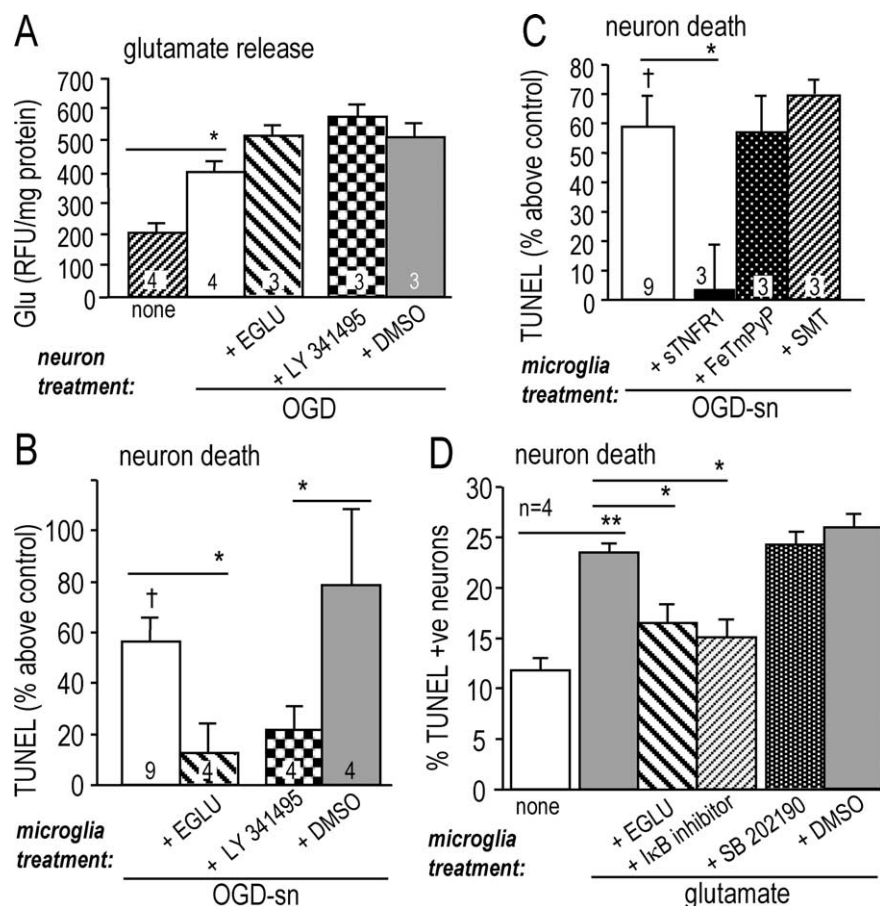 A
glutamate release
Glu (RFU/mg protein)
700
600
500
400
300
200
100
0
*
4
4
3
3
3
none
+ EGLU
+ LY 341495
+ DMSO
neuron
treatment:
OGD
B
neuron death
TUNEL (% above control)
100
80
60
40
20
0
†
*
*
9
4
4
4
+ EGLU
+ LY 341495
+ DMSO
microglia
treatment:
OGD-sn
C
neuron death
TUNEL (% above control)
80
70
60
50
40
30
20
10
0
†
*
9
3
3
3
+ sTNFR1
+ FeTmPyP
+ SMT
microglia
treatment:
OGD-sn
D
neuron death
% TUNEL +ve neurons
30
25
20
15
10
5
0
n=4
**
*
*
none
+ EGLU
+ IκB inhibitor
+ SB 202190
+ DMSO
microglia
treatment:
glutamate